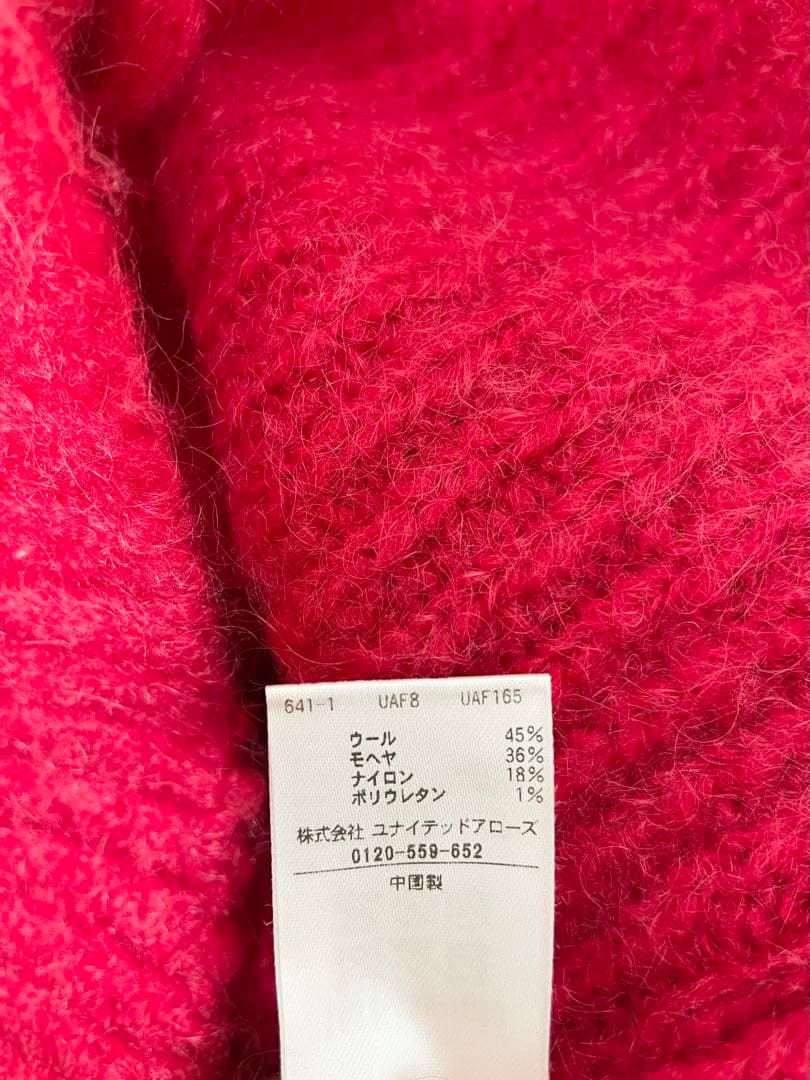 641-1 UAF8 UAF165
ウール 45%
モヘヤ 36%
ナイロン 18%
ポリウレタン 1%
株式会社 ユナイテッドアローズ
0120-559-652
中国製